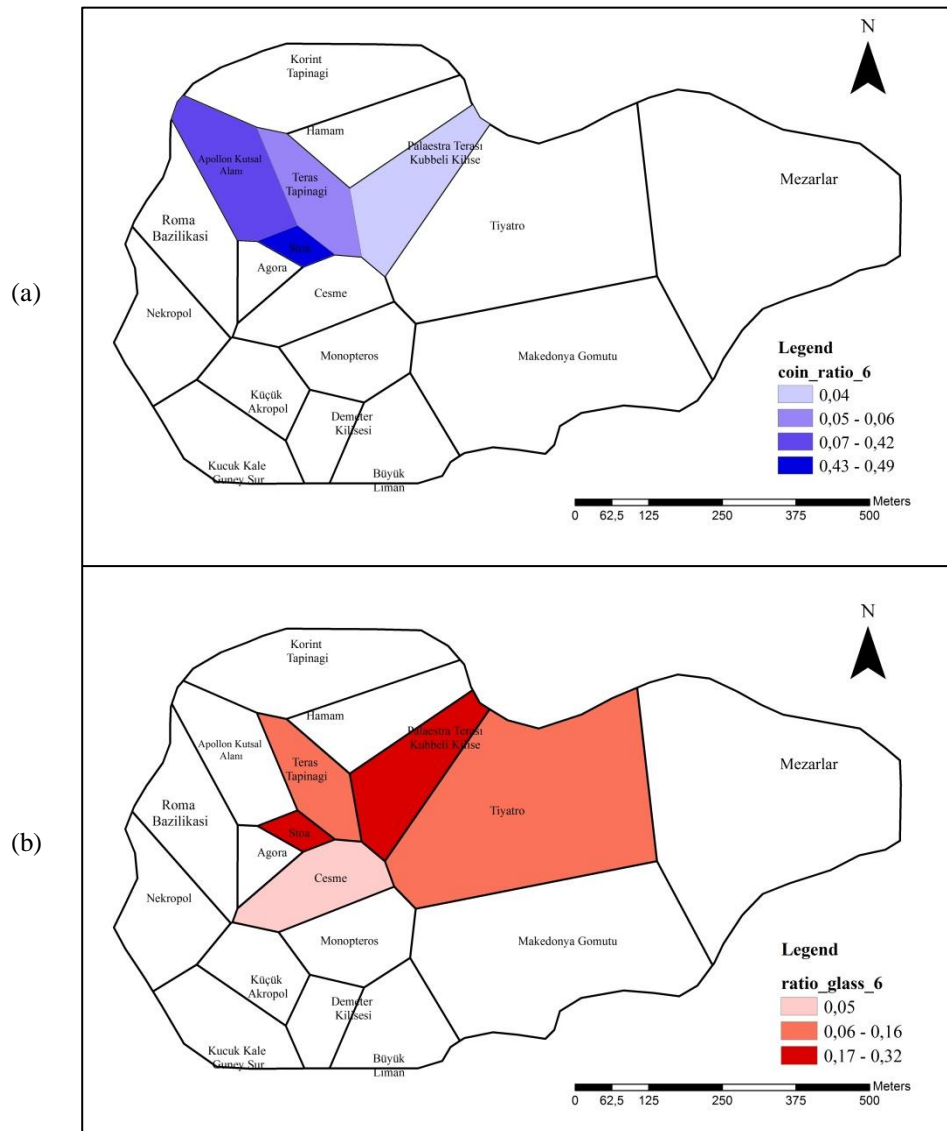 (a)
N
Korint
Tapinagi
Hamam
Palaestra Terası
Kubbeli Kilise
Apollon Kutsal
Alanı
Teras
Tapinagi
Mezarlar
Roma
Bazilikasi
Tiyatro
Stoa
Agora
Cesme
Nekropol
Monopteros
Makedonya Gomutu
Küçük
Akropol
Demeter
Kilisesi
Kucuk Kale
Guney Sur
Büyük
Liman
Legend
coin_ratio_6
0,04
0,05 - 0,06
0,07 - 0,42
0,43 - 0,49
Meters
0 62,5 125 250 375 500
(b)
N
Korint
Tapinagi
Hamam
Palaestra Terası
Kubbeli Kilise
Apollon Kutsal
Alanı
Teras
Tapinagi
Mezarlar
Roma
Bazilikasi
Tiyatro
Stoa
Agora
Cesme
Nekropol
Monopteros
Makedonya Gomutu
Küçük
Akropol
Demeter
Kilisesi
Kucuk Kale
Guney Sur
Büyük
Liman
Legend
ratio_glass_6
0,05
0,06 - 0,16
0,17 - 0,32
Meters
0 62,5 125 250 375 500